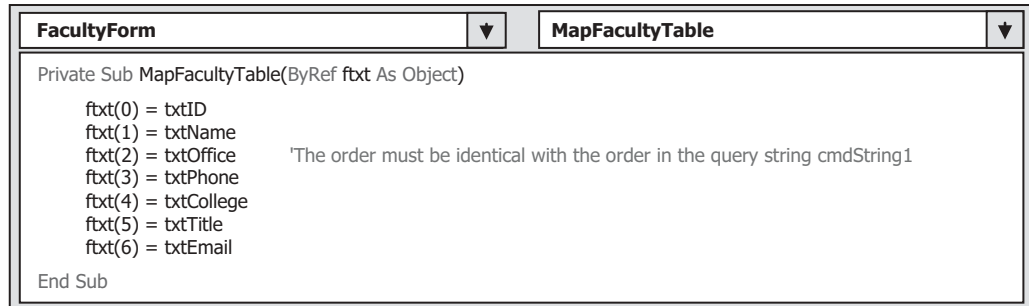 FacultyForm MapFacultyTable
Private Sub MapFacultyTable(ByRef ftxt As Object)
ftxt(0) = txtID
ftxt(1) = txtName
ftxt(2) = txtOffice 'The order must be identical with the order in the query string cmdString1
ftxt(3) = txtPhone
ftxt(4) = txtCollege
ftxt(5) = txtTitle
ftxt(6) = txtEmail
End Sub